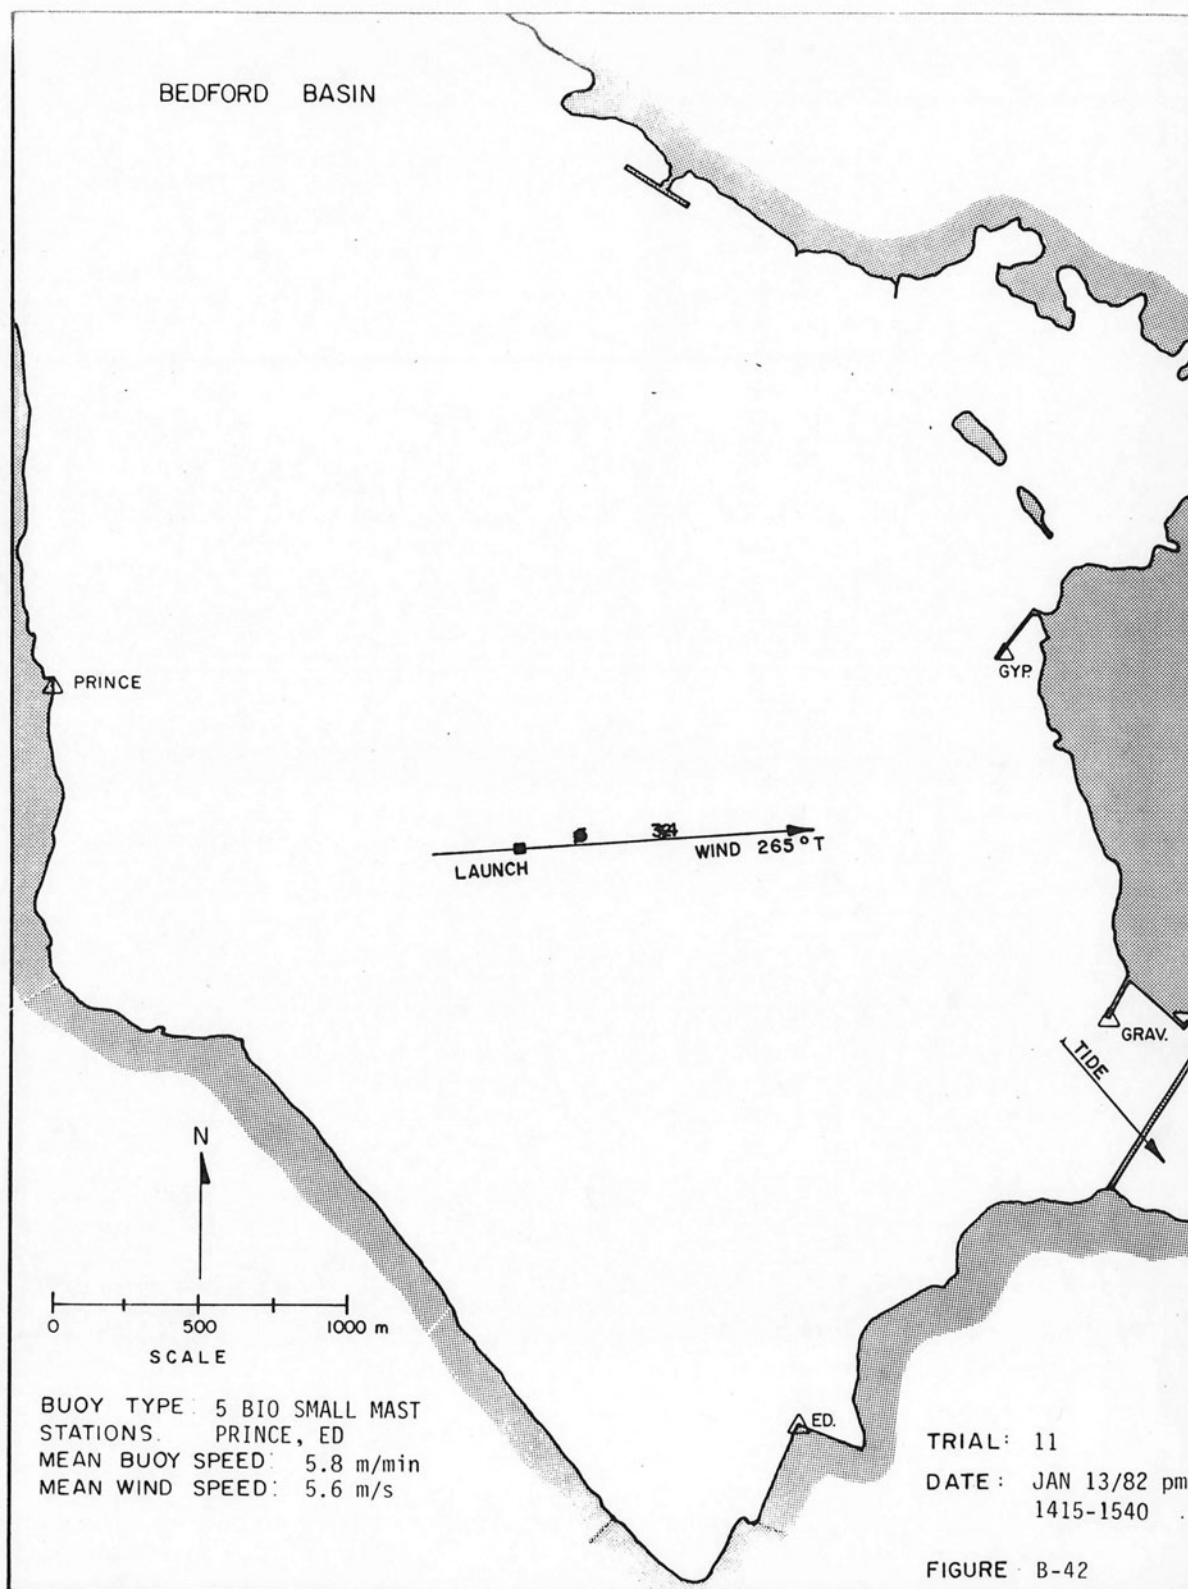 BEDFORD BASIN
PRINCE
GYP.
LAUNCH
WIND 265°T
GRAV.
TIDE
N
0 500 1000 m
SCALE
ED.
BUOY TYPE: 5 BIO SMALL MAST
STATIONS. PRINCE, ED
MEAN BUOY SPEED: 5.8 m/min
MEAN WIND SPEED: 5.6 m/s
TRIAL: 11
DATE: JAN 13/82 pm
1415-1540
FIGURE B-42